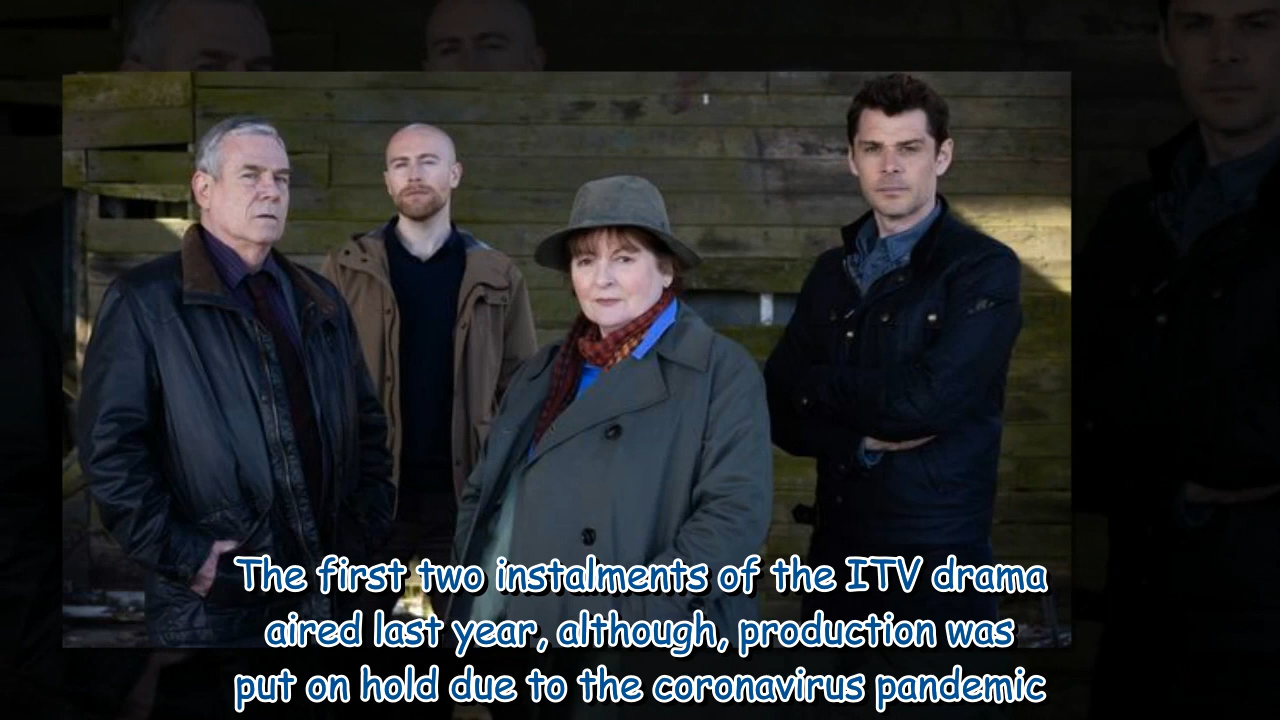 The first two instalments of the ITV drama
aired last year, although, production was
put on hold due to the coronavirus pandemic